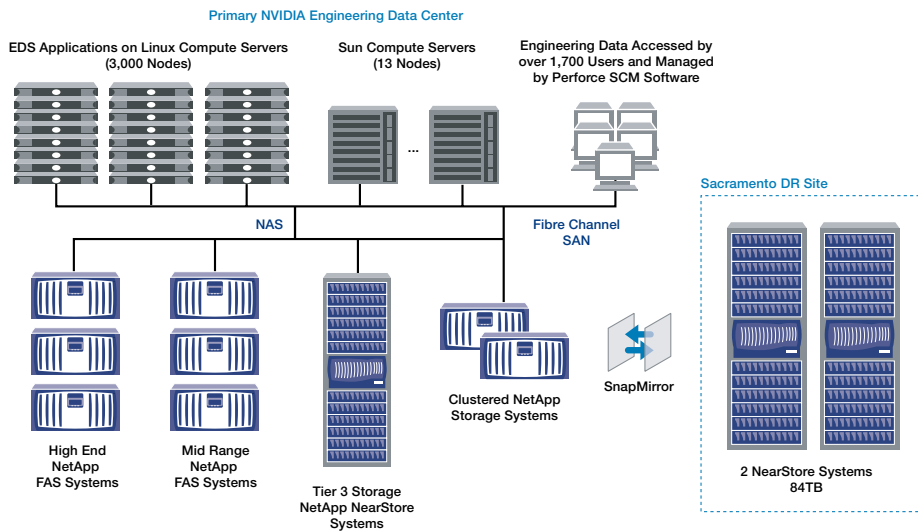 Primary NVIDIA Engineering Data Center
EDS Applications on Linux Compute Servers
(3,000 Nodes)
Sun Compute Servers
(13 Nodes)
Engineering Data Accessed by
over 1,700 Users and Managed
by Perforce SCM Software
...
Sacramento DR Site
NAS
Fibre Channel
SAN
High End
NetApp
FAS Systems
Mid Range
NetApp
FAS Systems
Tier 3 Storage
NetApp NearStore
Systems
Clustered NetApp
Storage Systems
SnapMirror
2 NearStore Systems
84TB